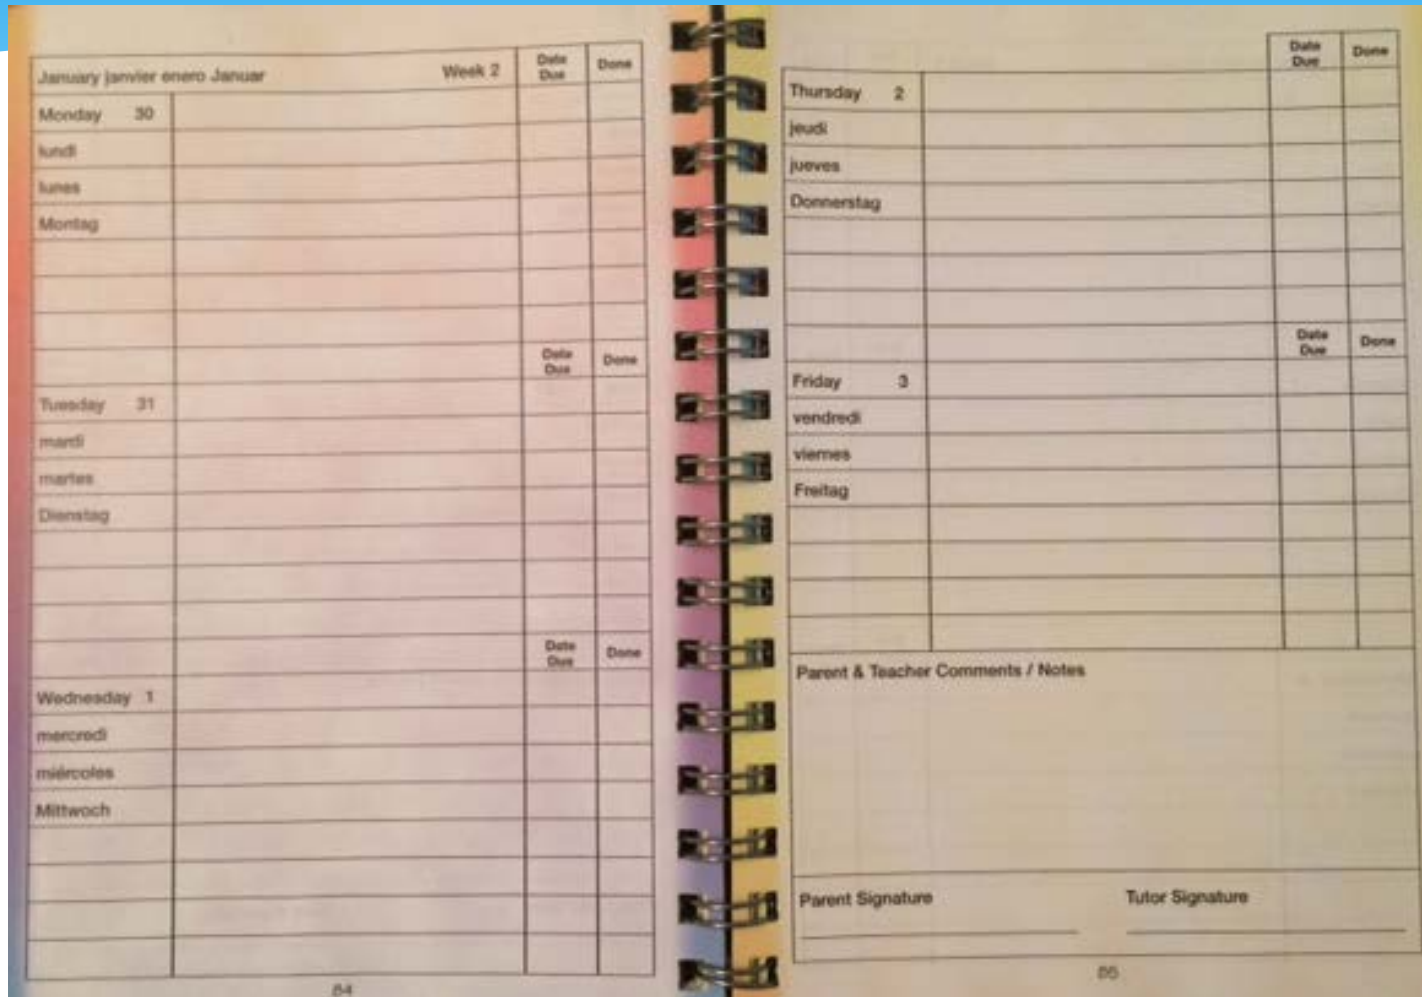 January janvier enero Januar Week 2 Date Due Done
Monday 30
lundi
lunes
Montag
Date Due Done
Tuesday 31
mardi
martes
Dienstag
Date Due Done
Wednesday 1
mercredi
miércoles
Mittwoch
84
Date Due Done
Thursday 2
jeudi
jueves
Donnerstag
Date Due Done
Friday 3
vendredi
viernes
Freitag
Parent & Teacher Comments / Notes
Parent Signature Tutor Signature
85